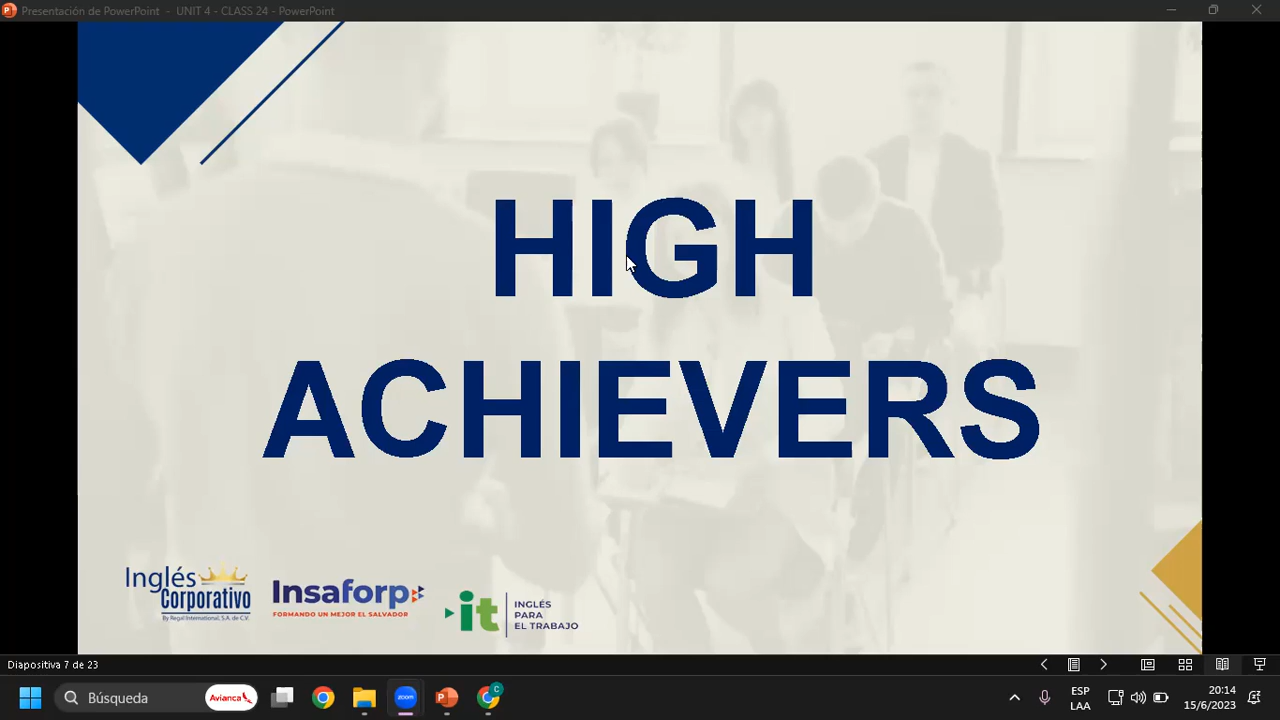 Presentación de PowerPoint - UNIT 4 - CLASS 24 - PowerPoint
HIGH
ACHIEVERS
Inglés
Corporativo
By Regal International, S.A. de C.V.
Insaforp
FORMANDO UN MEJOR EL SALVADOR
it
INGLÉS
PARA
EL TRABAJO
Diapositiva 7 de 23
Búsqueda
Avianca
zoom
C
ESP
LAA
20:14
15/6/2023